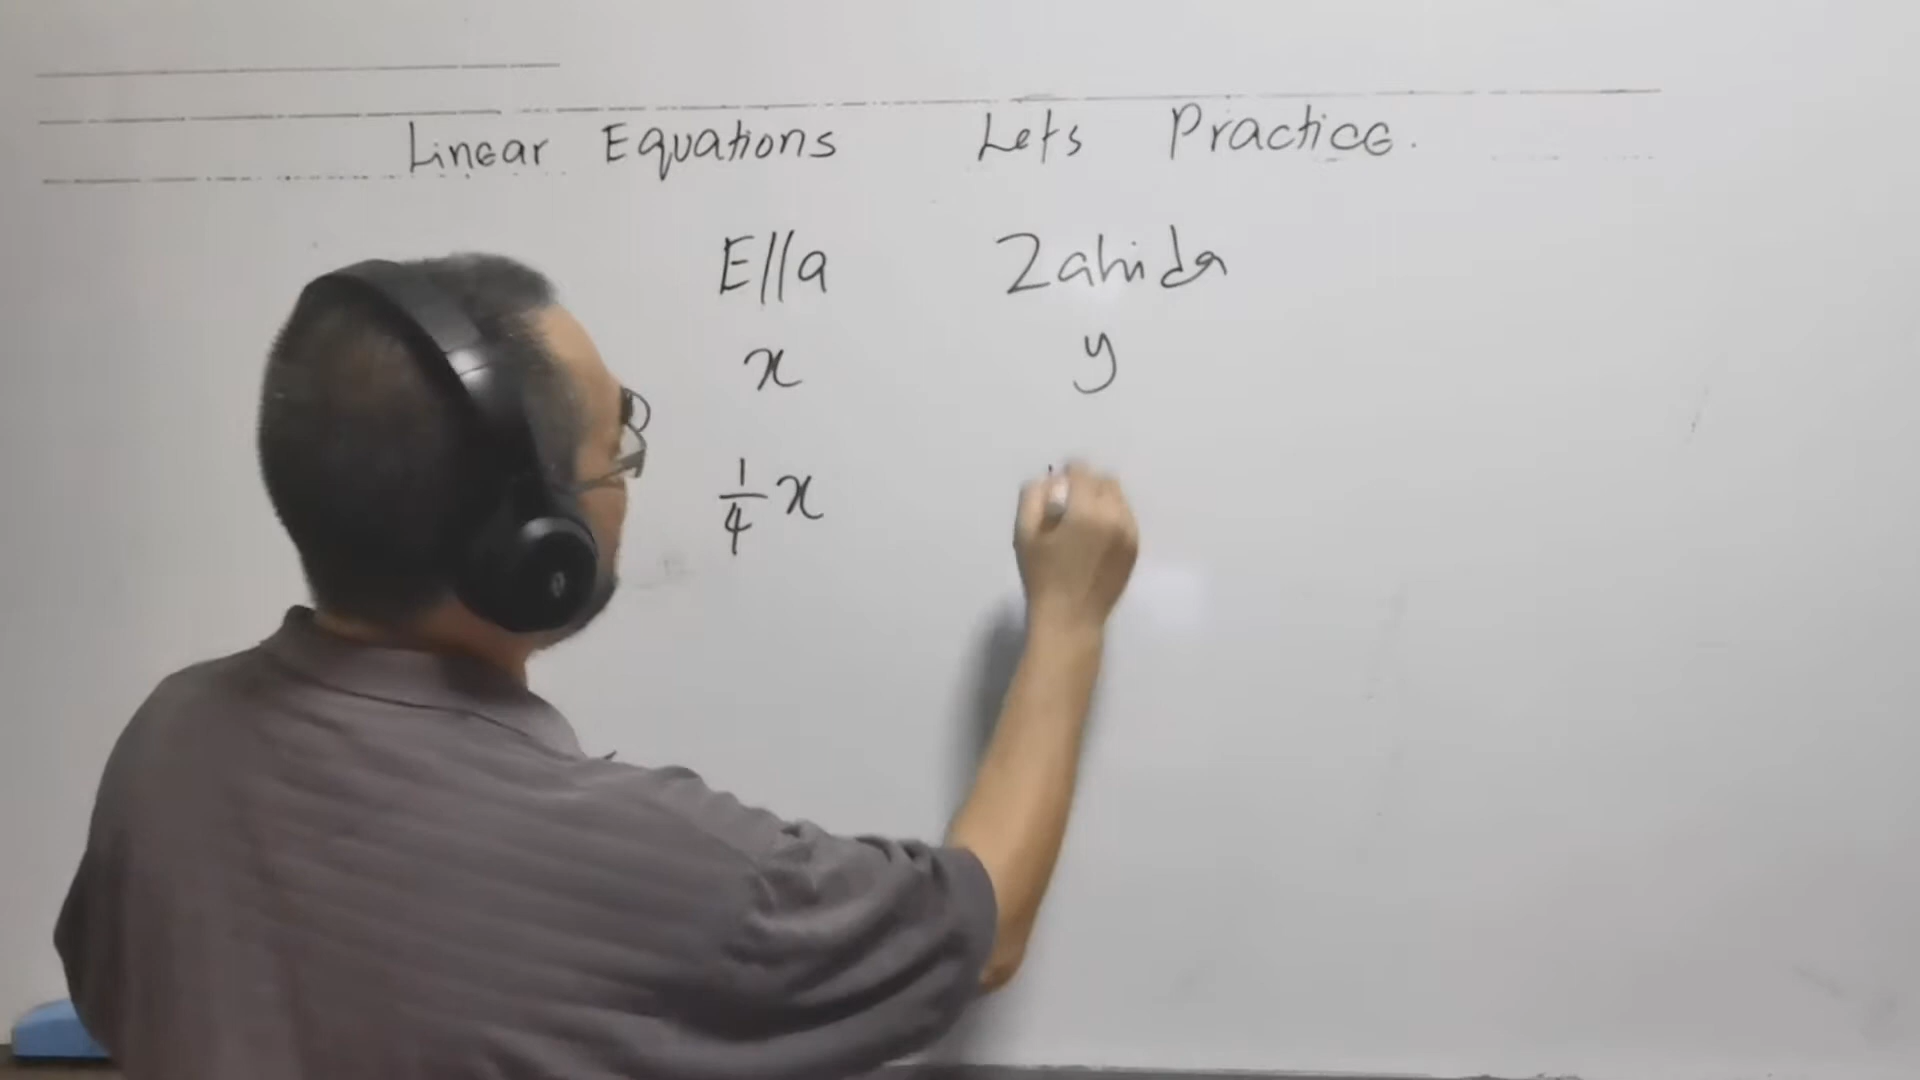 Linear Equations Lets Practice.
Ella Zahida
x y
1/4 x